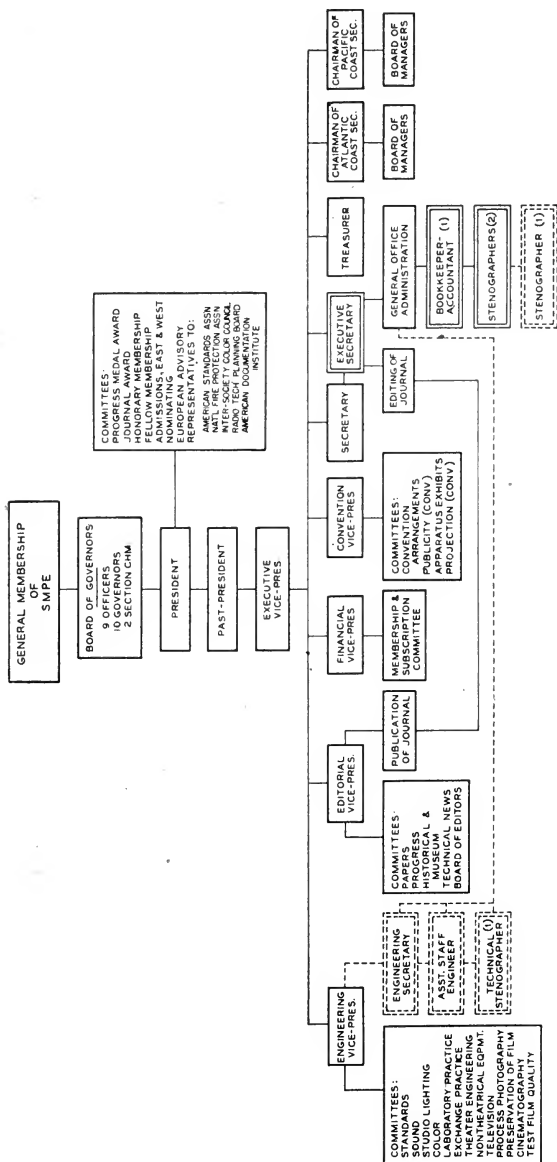 GENERAL MEMBERSHIP
OF
SMPE
BOARD OF GOVERNORS
9 OFFICERS
10 GOVERNORS
2 SECTION CHM
PRESIDENT
COMMITTEES:
PROGRESS MEDAL AWARD
JOURNAL AWARD
HONORARY MEMBERSHIP
FELLOW MEMBERSHIP
ADMISSIONS, EAST & WEST
NOMINATING
EUROPEAN ADVISORY
REPRESENTATIVES TO:
AMERICAN STANDARDS ASSN
NAT'L FIRE PROTECTION ASSN
INTER-SOCIETY COLOR COUNCIL
RADIO TECH PLANNING BOARD
AMERICAN DOCUMENTATION
INSTITUTE
PAST-PRESIDENT
EXECUTIVE
VICE-PRES
ENGINEERING
VICE-PRES.
COMMITTEES:
STANDARDS
SOUND
STUDIO LIGHTING
COLOR
LABORATORY PRACTICE
EXCHANGE PRACTICE
THEATER ENGINEERING
NONTHEATRICAL EQPMT.
TELEVISION
PROCESS PHOTOGRAPHY
PRESERVATION OF FILM
CINEMATOGRAPHY
TEST FILM QUALITY
ENGINEERING
SECRETARY
ASST. STAFF
ENGINEER
TECHNICAL (1)
STENOGRAPHER
EDITORIAL
VICE-PRES.
COMMITTEES:
PAPERS
PROGRESS
HISTORICAL &
MUSEUM
TECHNICAL NEWS
BOARD OF EDITORS
PUBLICATION
OF JOURNAL
FINANCIAL
VICE-PRES
MEMBERSHIP &
SUBSCRIPTION
COMMITTEE
CONVENTION
VICE-PRES
COMMITTEES:
CONVENTION
ARRANGEMENTS
PUBLICITY (CONV)
APPARATUS EXHIBITS
PROJECTION (CONV)
SECRETARY
EXECUTIVE
SECRETARY
EDITING OF
JOURNAL
GENERAL OFFICE
ADMINISTRATION
BOOKKEEPER- (1)
ACCOUNTANT
STENOGRAPHERS (2)
STENOGRAPHER (1)
TREASURER
CHAIRMAN OF
ATLANTIC
COAST SEC.
BOARD OF
MANAGERS
CHAIRMAN OF
PACIFIC
COAST SEC.
BOARD OF
MANAGERS